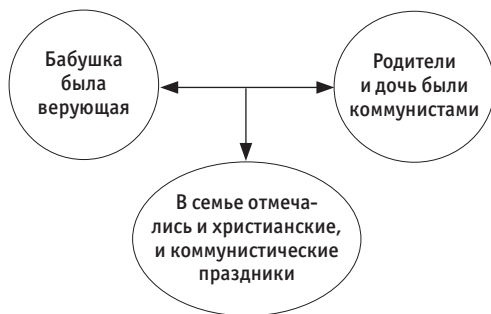 Бабушка
была
верующая
Родители
и дочь были
коммунистами
В семье отмеча-
лись и христианские,
и коммунистические
праздники